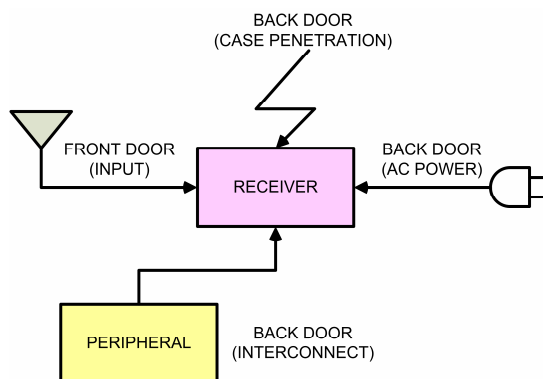 BACK DOOR
(CASE PENETRATION)
FRONT DOOR
(INPUT)
BACK DOOR
(AC POWER)
RECEIVER
PERIPHERAL
BACK DOOR
(INTERCONNECT)